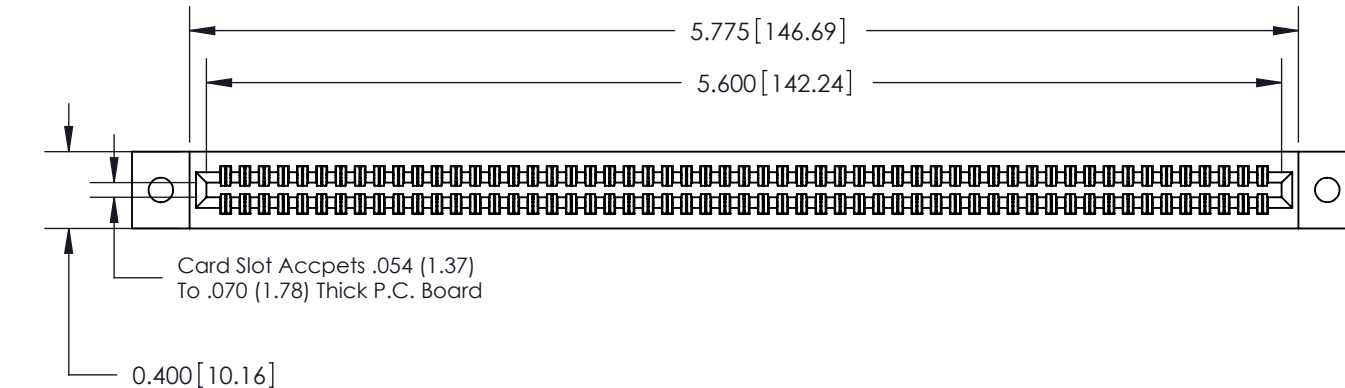 5.775[146.69]
5.600[142.24]
Card Slot Accpets .054 (1.37)
To .070 (1.78) Thick P.C. Board
0.400[10.16]